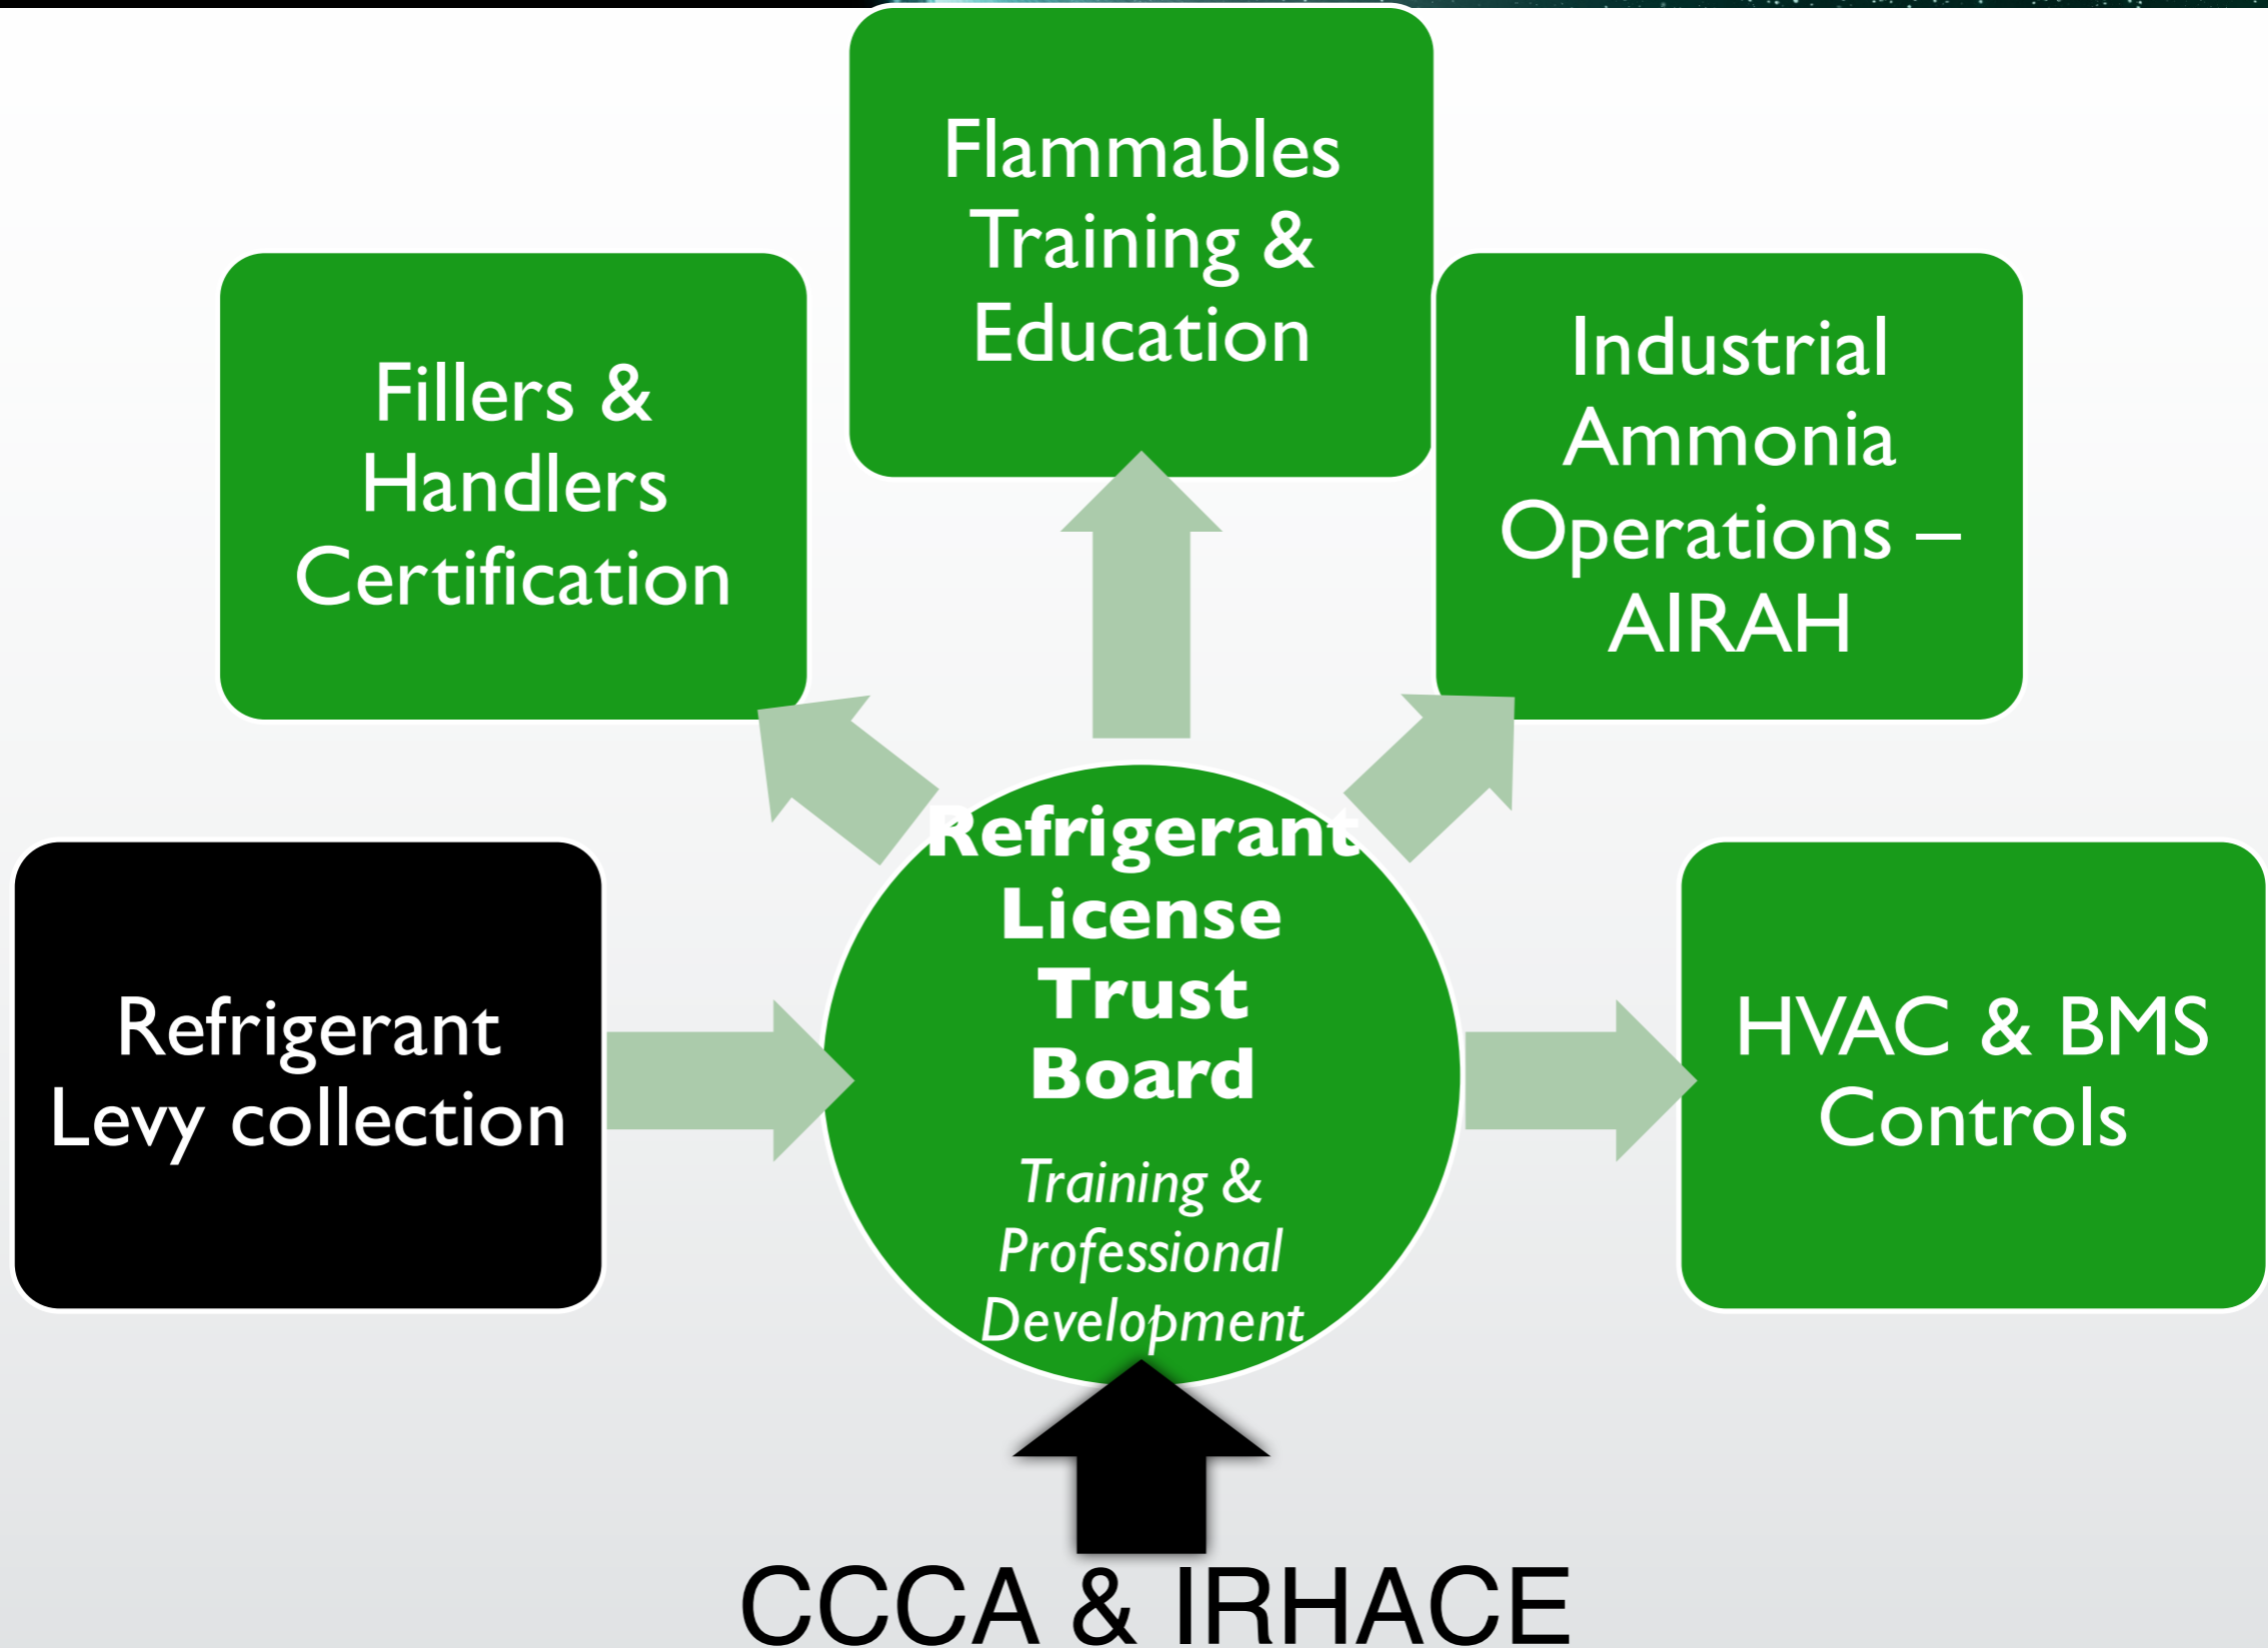 Flammables
Training &
Education
Fillers &
Handlers
Certification
Industrial
Ammonia
Operations –
AIRAH
Refrigerant
Levy collection
Refrigerant
License
Trust
Board
Training &
Professional
Development
HVAC & BMS
Controls
CCCA & IRHACE